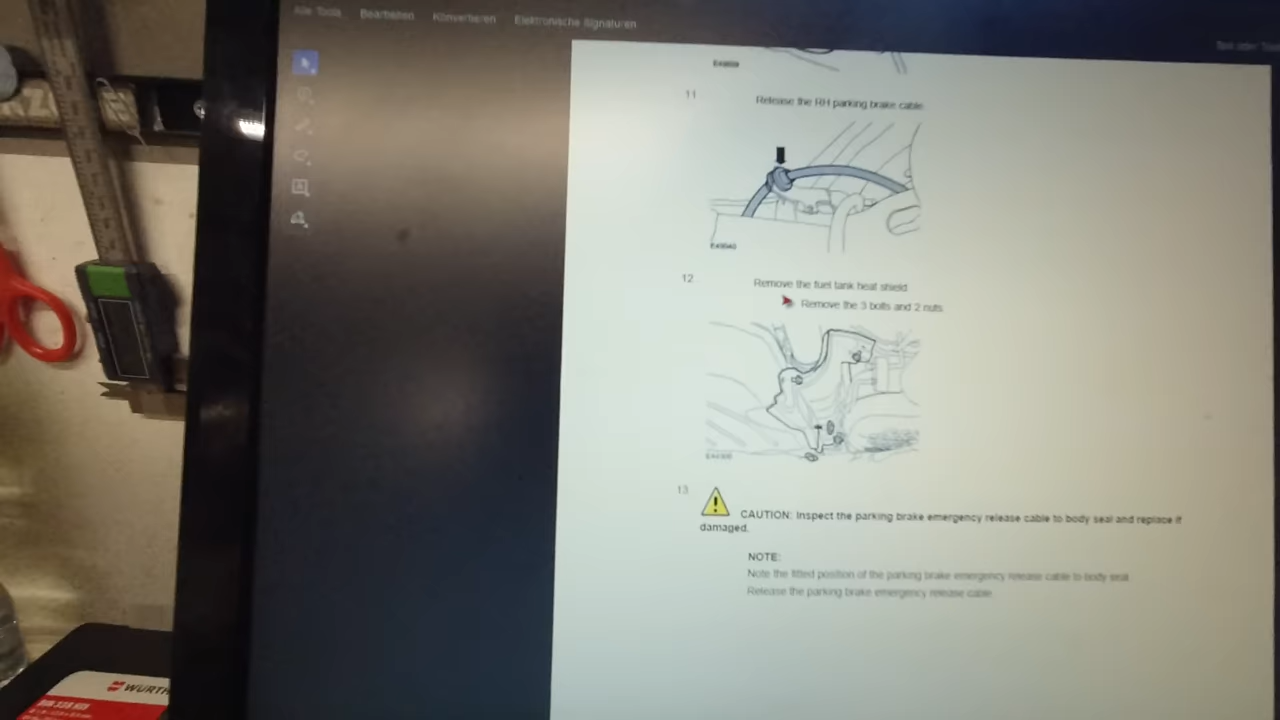 Alle Tools Bearbeiten Konvertieren Elektronische Signaturen
11 Release the RH parking brake cable.
12 Remove the fuel tank heat shield
Remove the 3 bolts and 2 nuts
13
CAUTION: Inspect the parking brake emergency release cable to body seal and replace if
damaged.
NOTE:
Note the fitted position of the parking brake emergency release cable to body seal
Release the parking brake emergency release cable
WÜRTH